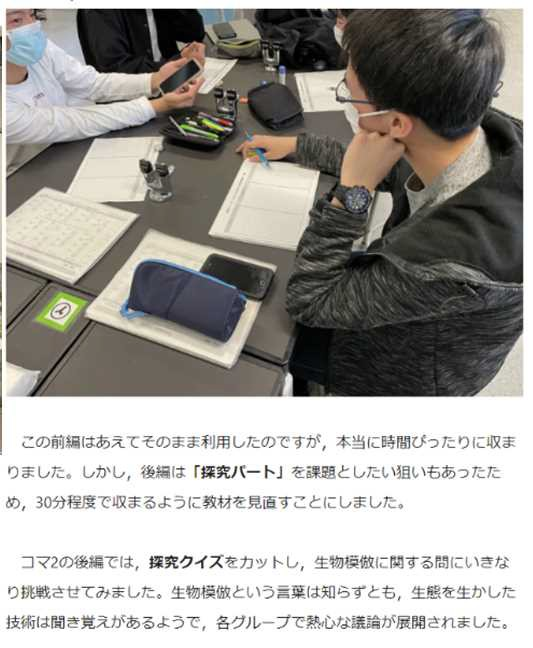 この前編はあえてそのまま利用したのですが，本当に時間ぴったりに収ま
りました。しかし，後編は「探究パート」を課題としたい狙いもあったた
め，30分程度で収まるように教材を見直すことにしました。
コマ2の後編では，探究クイズをカットし，生物模倣に関する問にいきな
り挑戦させてみました。生物模倣という言葉は知らずとも，生態を生かした
技術は聞き覚えがあるようで，各グループで熱心な議論が展開されました。